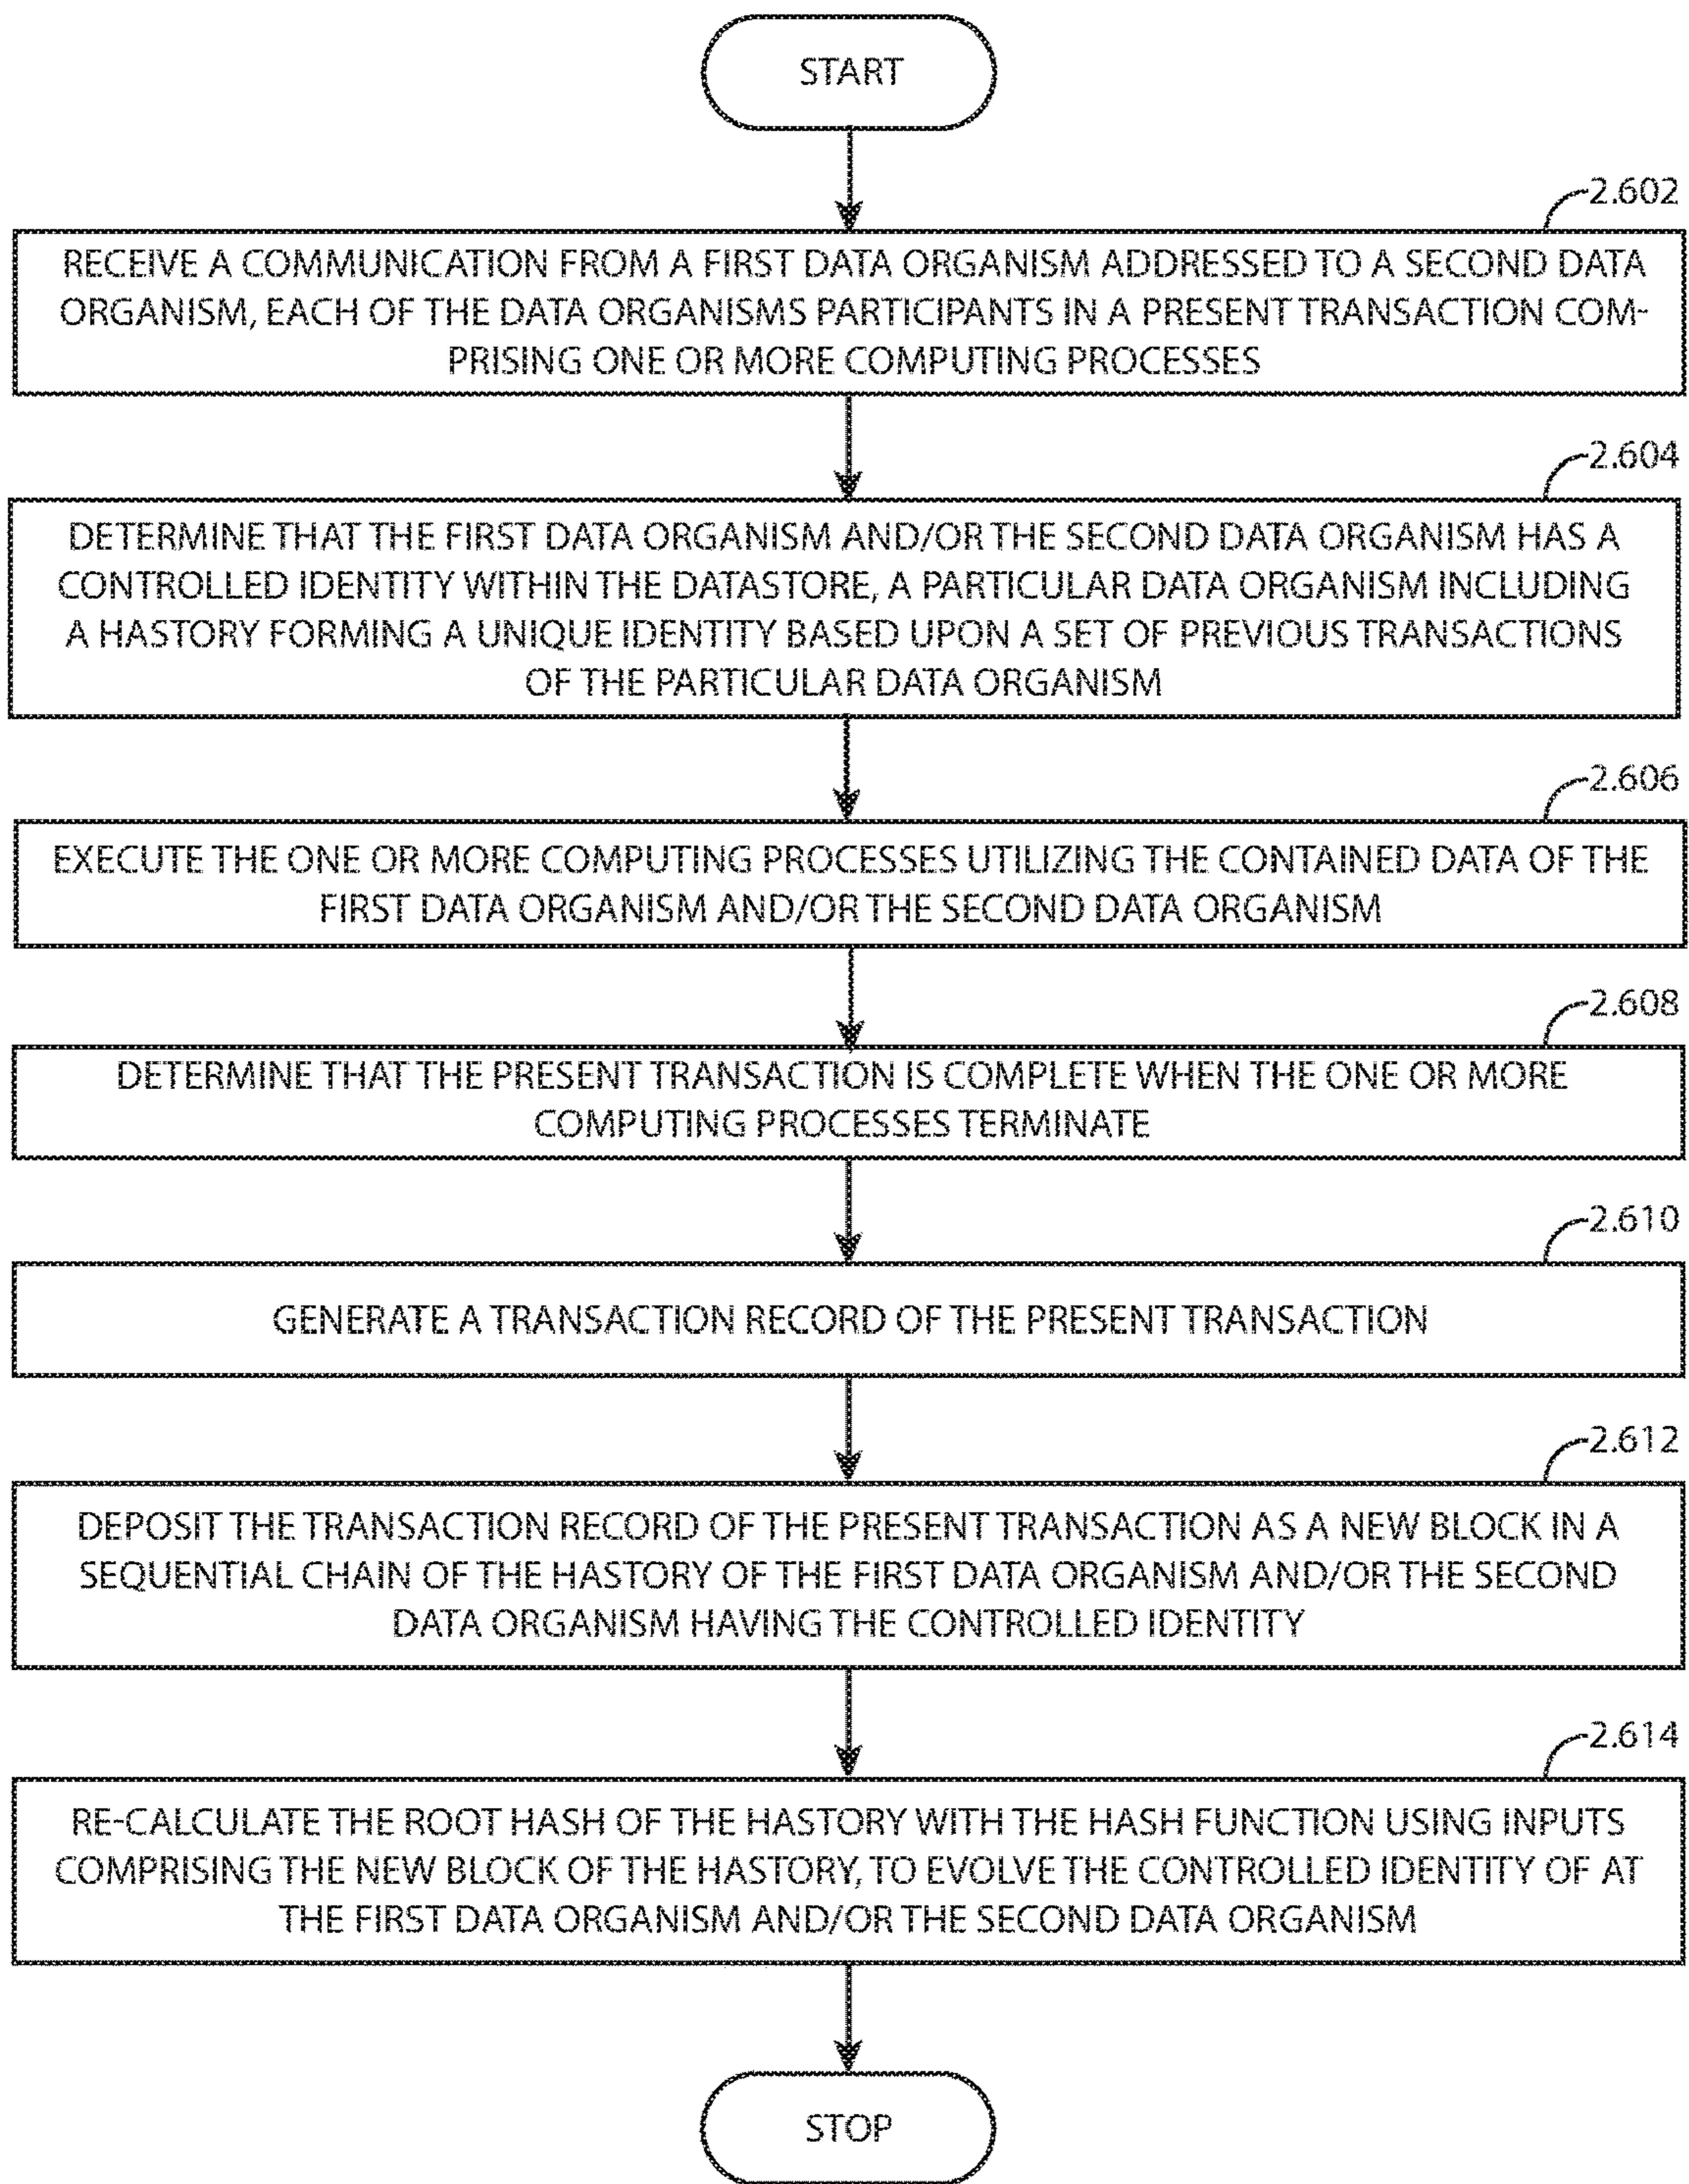 START
2.602
RECEIVE A COMMUNICATION FROM A FIRST DATA ORGANISM ADDRESSED TO A SECOND DATA
ORGANISM, EACH OF THE DATA ORGANISMS PARTICIPANTS IN A PRESENT TRANSACTION COM-
PRISING ONE OR MORE COMPUTING PROCESSES
2.604
DETERMINE THAT THE FIRST DATA ORGANISM AND/OR THE SECOND DATA ORGANISM HAS A
CONTROLLED IDENTITY WITHIN THE DATASTORE, A PARTICULAR DATA ORGANISM INCLUDING
A HASTORY FORMING A UNIQUE IDENTITY BASED UPON A SET OF PREVIOUS TRANSACTIONS
OF THE PARTICULAR DATA ORGANISM
2.606
EXECUTE THE ONE OR MORE COMPUTING PROCESSES UTILIZING THE CONTAINED DATA OF THE
FIRST DATA ORGANISM AND/OR THE SECOND DATA ORGANISM
2.608
DETERMINE THAT THE PRESENT TRANSACTION IS COMPLETE WHEN THE ONE OR MORE
COMPUTING PROCESSES TERMINATE
2.610
GENERATE A TRANSACTION RECORD OF THE PRESENT TRANSACTION
2.612
DEPOSIT THE TRANSACTION RECORD OF THE PRESENT TRANSACTION AS A NEW BLOCK IN A
SEQUENTIAL CHAIN OF THE HASTORY OF THE FIRST DATA ORGANISM AND/OR THE SECOND
DATA ORGANISM HAVING THE CONTROLLED IDENTITY
2.614
RE-CALCULATE THE ROOT HASH OF THE HASTORY WITH THE HASH FUNCTION USING INPUTS
COMPRISING THE NEW BLOCK OF THE HASTORY, TO EVOLVE THE CONTROLLED IDENTITY OF AT
THE FIRST DATA ORGANISM AND/OR THE SECOND DATA ORGANISM
STOP